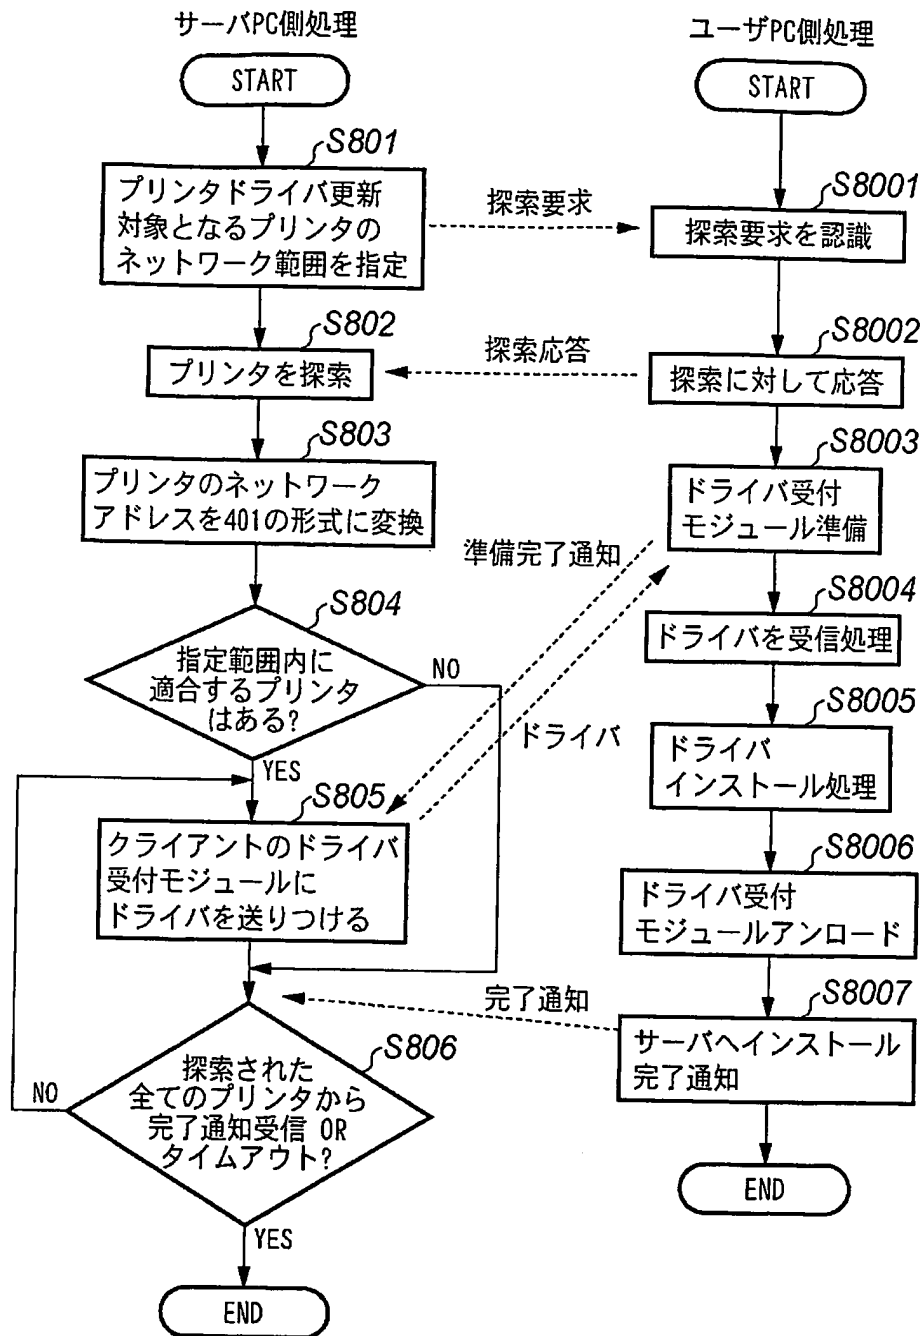 サーバPC側処理
START
S801
プリンタドライバ更新
対象となるプリンタの
ネットワーク範囲を指定
探索要求
S802
プリンタを探索
探索応答
S803
プリンタのネットワーク
アドレスを401の形式に変換
準備完了通知
S804
指定範囲内に
適合するプリンタ
はある?
NO
YES
ドライバ
S805
クライアントのドライバ
受付モジュールに
ドライバを送りつける
完了通知
S806
探索された
全てのプリンタから
完了通知受信 OR
タイムアウト?
NO
YES
END
ユーザPC側処理
START
S8001
探索要求を認識
S8002
探索に対して応答
S8003
ドライバ受付
モジュール準備
S8004
ドライバを受信処理
S8005
ドライバ
インストール処理
S8006
ドライバ受付
モジュールアンロード
S8007
サーバへインストール
完了通知
END